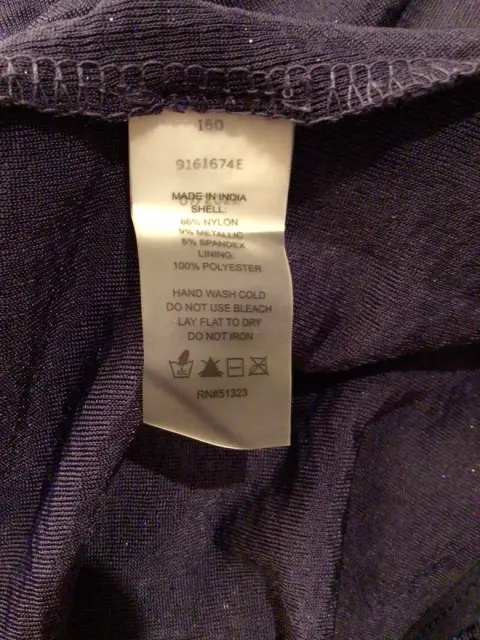 160
9161674E
MADE IN INDIA
SHELL:
86% NYLON
9% METALLIC
5% SPANDEX
LINING:
100% POLYESTER
HAND WASH COLD
DO NOT USE BLEACH
LAY FLAT TO DRY
DO NOT IRON
RN#51323